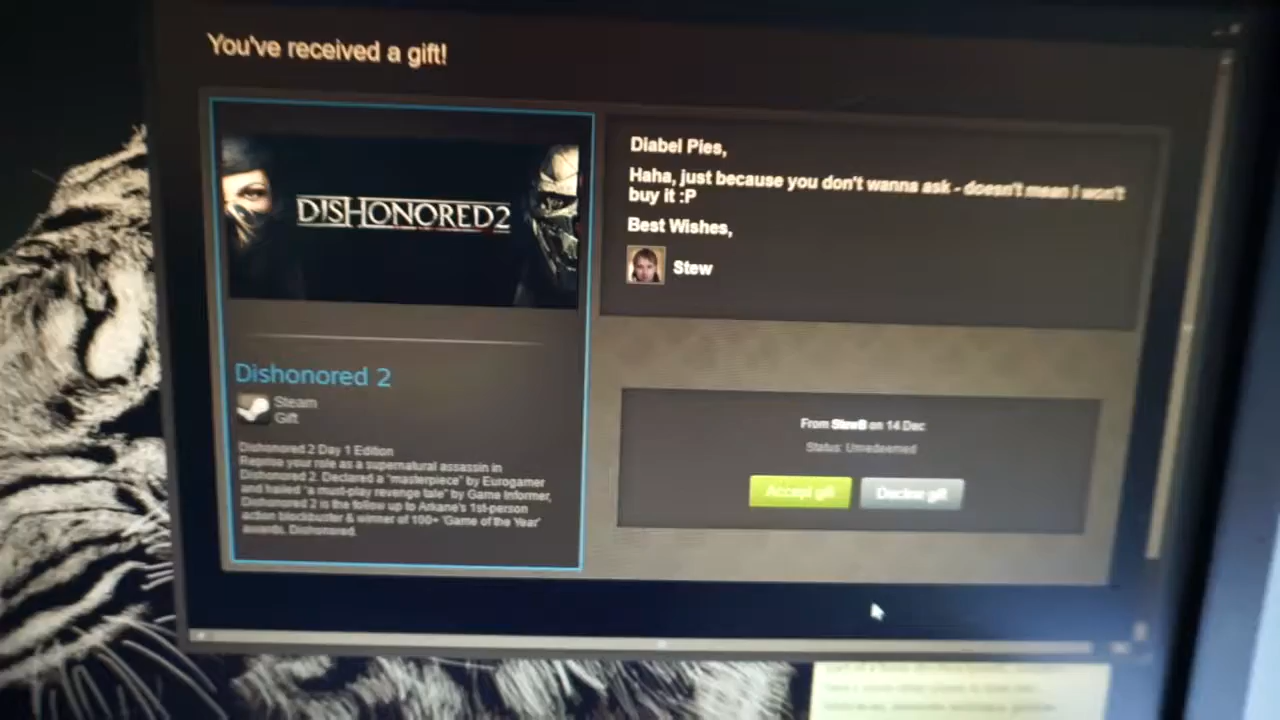 You've received a gift!
DISHONORED 2
Diabel Pies,
Haha, just because you don't wanna ask - doesn't mean I won't
buy it :P
Best Wishes,
Stew
Dishonored 2
Steam
Gift
Dishonored 2 Day 1 Edition
Reprise your role as a supernatural assassin in
Dishonored 2. Declared a "masterpiece" by Eurogamer
and hailed "a must-play revenge tale" by Game Informer,
Dishonored 2 is the follow up to Arkane's 1st-person
action blockbuster & winner of 100+ 'Game of the Year'
awards, Dishonored.
From StewB on 14 Dec
Status: Unredeemed
Accept gift
Decline gift